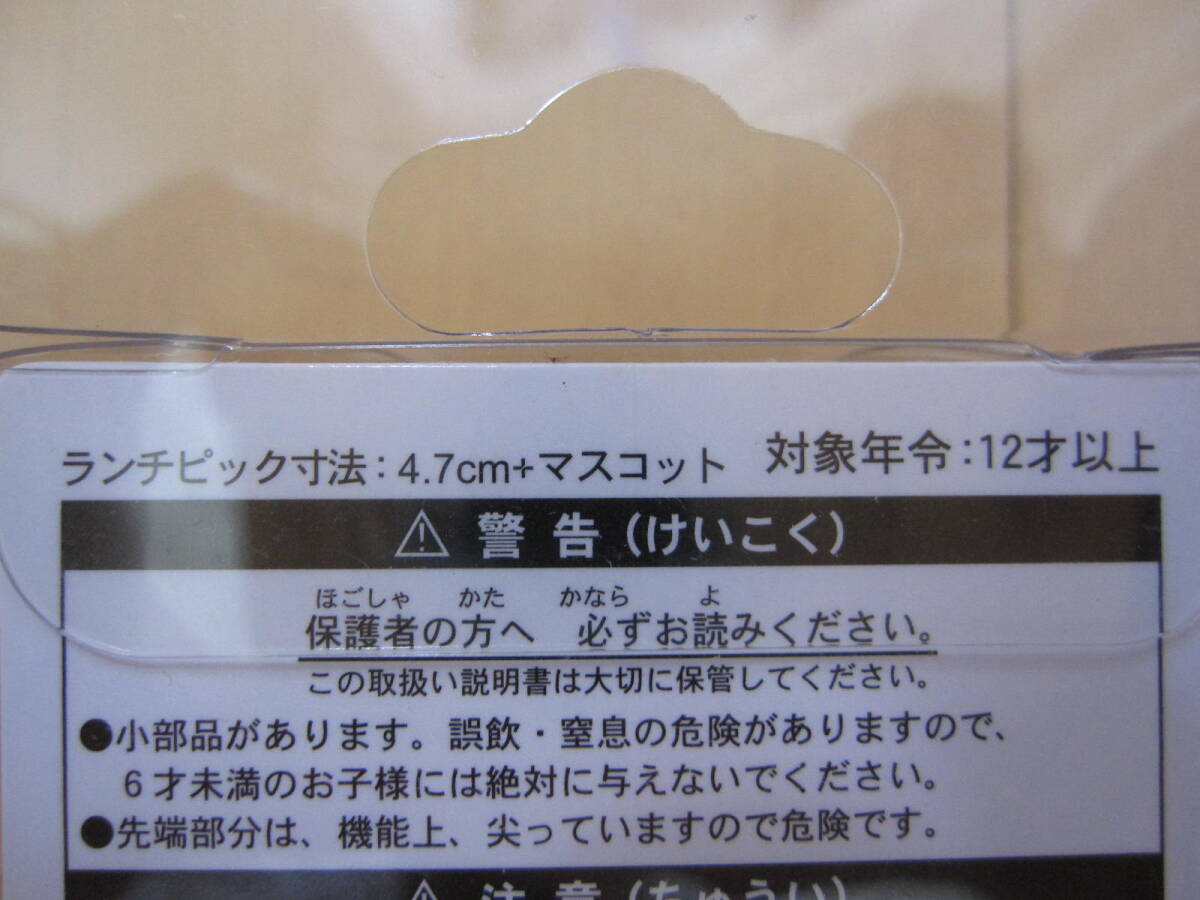 ランチピック寸法：4.7cm+マスコット 対象年令：12才以上
⚠ 警告（けいこく）
ほごしゃ かた かなら よ
保護者の方へ 必ずお読みください。
この取扱い説明書は大切に保管してください。
●小部品があります。誤飲・窒息の危険がありますので、
６才未満のお子様には絶対に与えないでください。
●先端部分は、機能上、尖っていますので危険です。
⚠ 注意（ちゅうい）